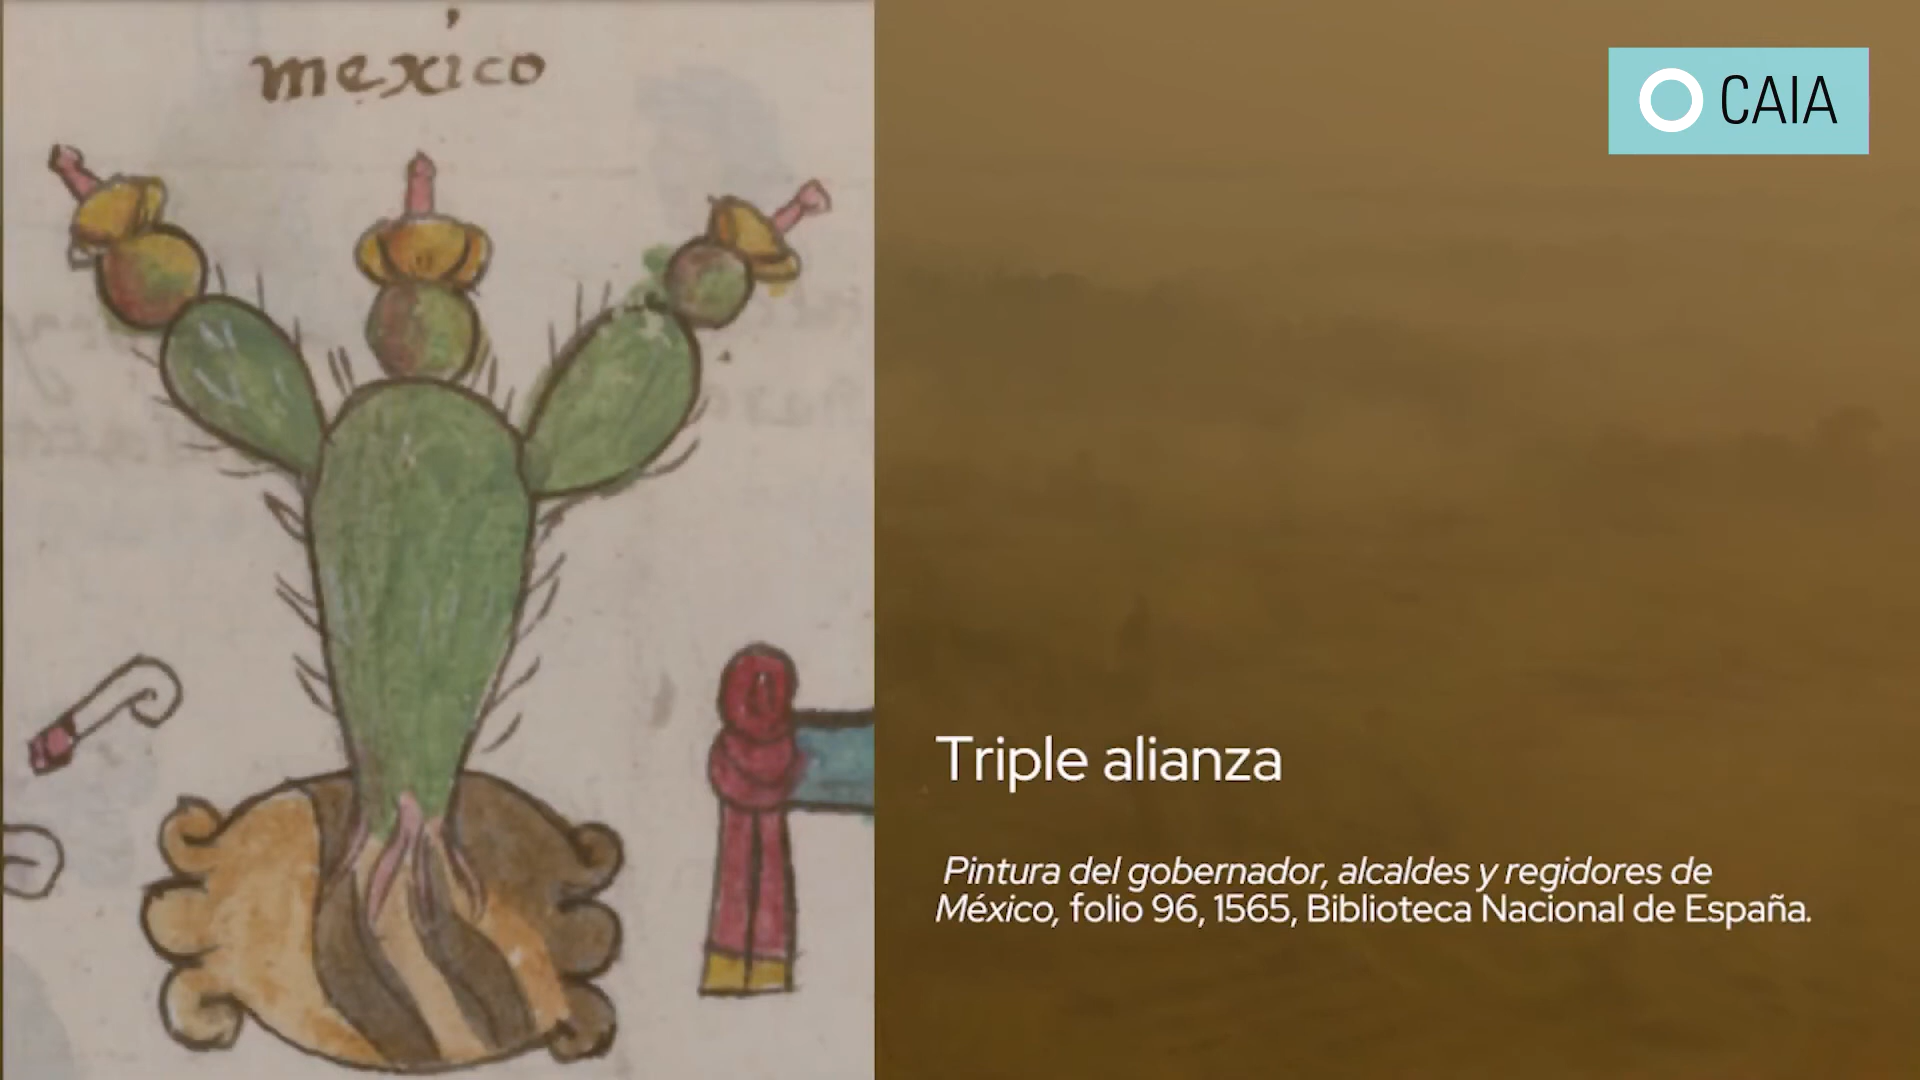 mexico
CAIA
Triple alianza
Pintura del gobernador, alcaldes y regidores de
México, folio 96, 1565, Biblioteca Nacional de España.